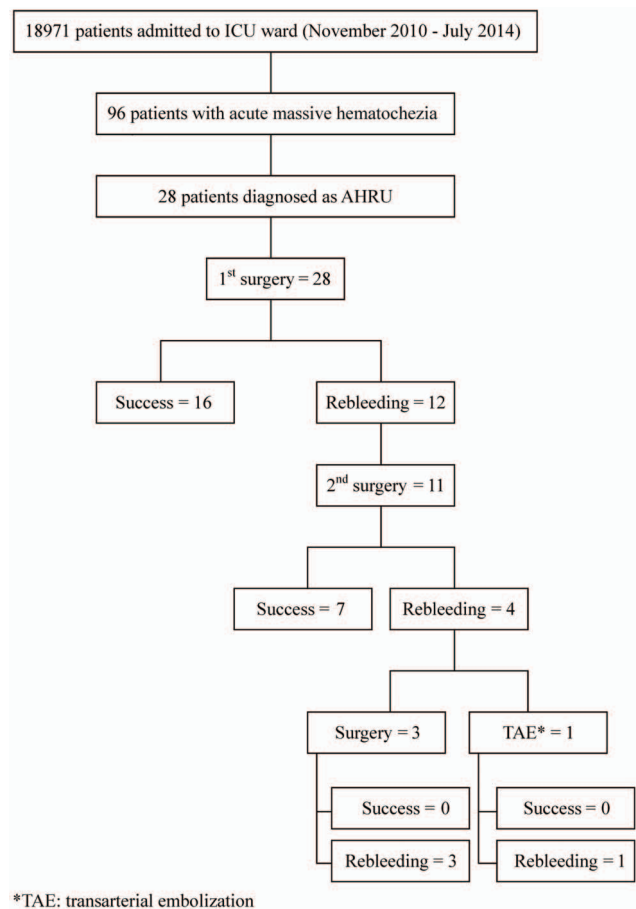 18971 patients admitted to ICU ward (November 2010 - July 2014)
96 patients with acute massive hematochezia
28 patients diagnosed as AHRU
1st surgery = 28
Success = 16
Rebleeding = 12
2nd surgery = 11
Success = 7
Rebleeding = 4
Surgery = 3
TAE* = 1
Success = 0
Success = 0
Rebleeding = 3
Rebleeding = 1
*TAE: transarterial embolization